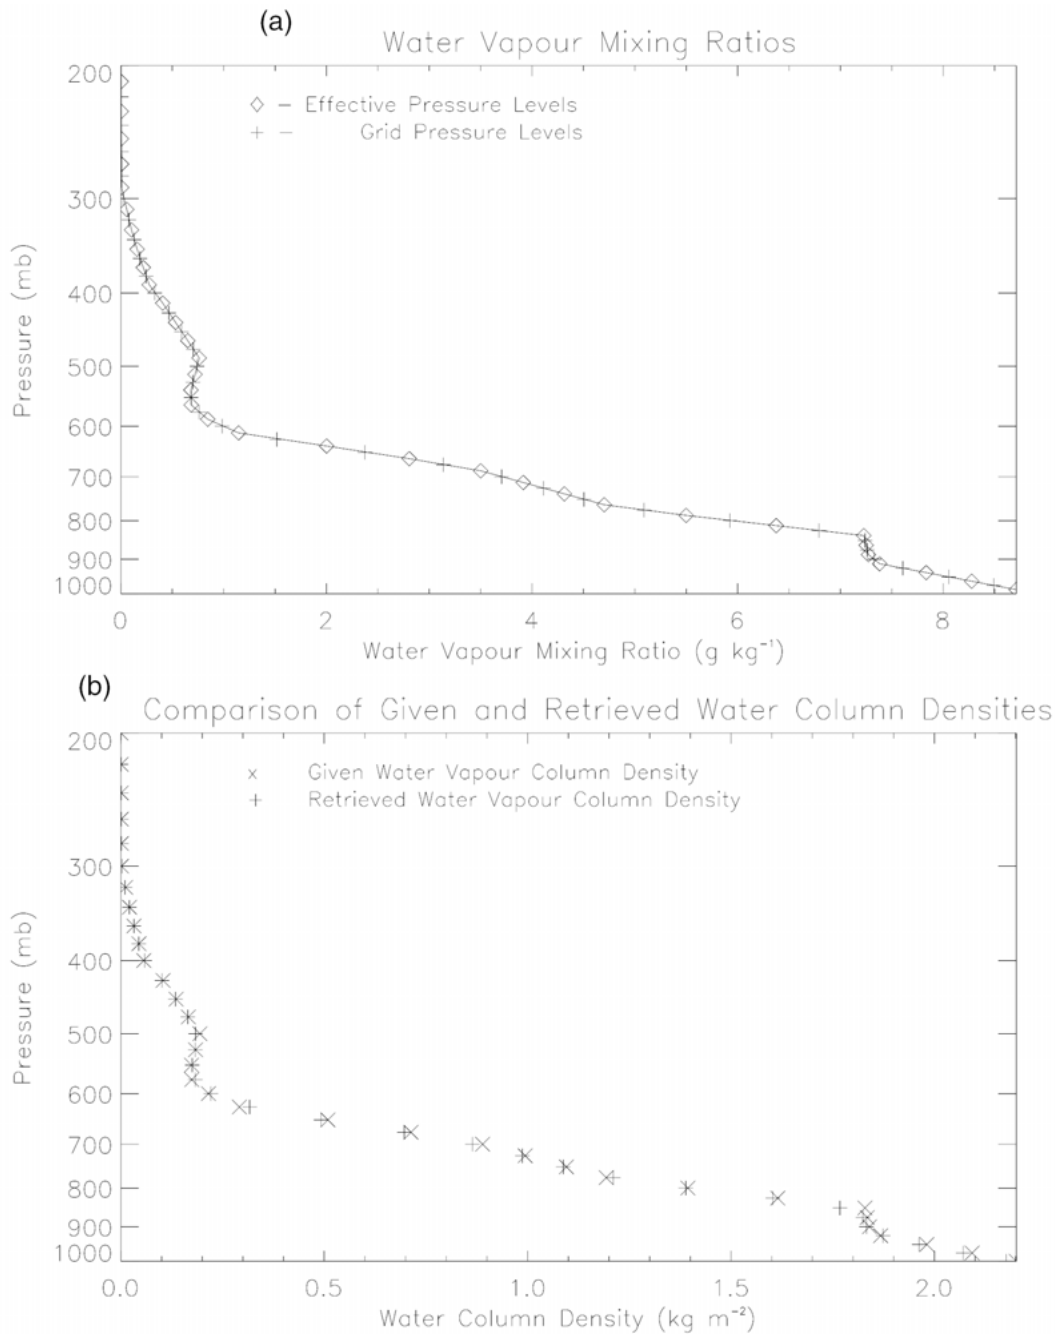 (a)
Water Vapour Mixing Ratios
200
◇ – Effective Pressure Levels
+ – Grid Pressure Levels
300
400
500
600
700
800
900
1000
Pressure (mb)
0 2 4 6 8
Water Vapour Mixing Ratio (g kg⁻¹)
(b)
Comparison of Given and Retrieved Water Column Densities
200
× Given Water Vapour Column Density
+ Retrieved Water Vapour Column Density
300
400
500
600
700
800
900
1000
Pressure (mb)
0.0 0.5 1.0 1.5 2.0
Water Column Density (kg m⁻²)